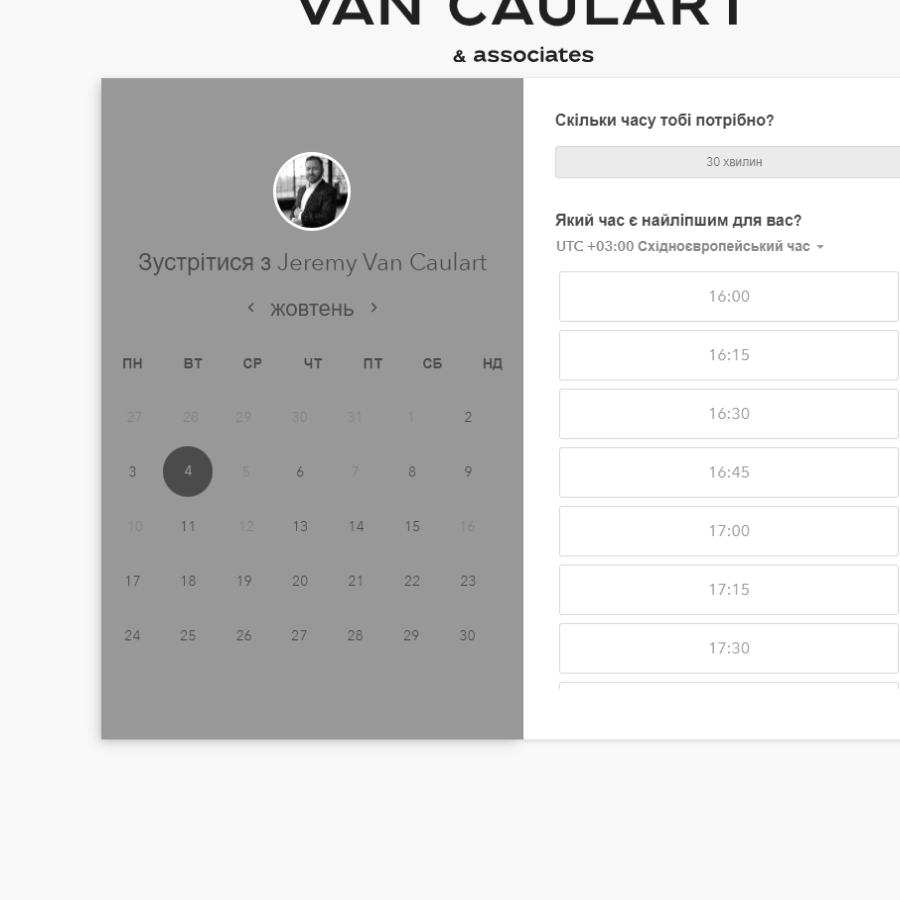 VAN CAULART
& associates
Зустрітися з Jeremy Van Caulart
жовтень
ПН ВТ СР ЧТ ПТ СБ НД
27 28 29 30 31 1 2
3 4 5 6 7 8 9
10 11 12 13 14 15 16
17 18 19 20 21 22 23
24 25 26 27 28 29 30
Скільки часу тобі потрібно?
30 хвилин
Який час є найліпшим для вас?
UTC +03:00 Східноєвропейський час
16:00
16:15
16:30
16:45
17:00
17:15
17:30